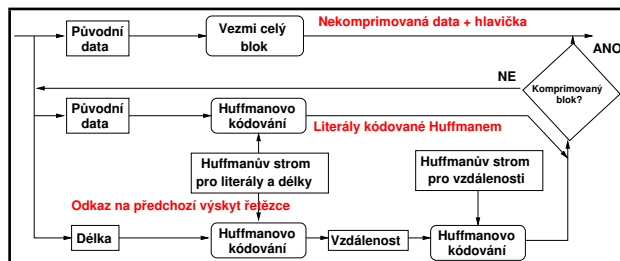 Nekomprimovaná data + hlavička
Původní
data
Vezmi celý
blok
ANO
NE
Komprimovaný
blok?
Původní
data
Huffmanovo
kódování
Literály kódované Huffmanem
Huffmanův strom
pro literály a délky
Huffmanův strom
pro vzdálenosti
Odkaz na předchozí výskyt řetězce
Délka
Huffmanovo
kódování
Vzdálenost
Huffmanovo
kódování